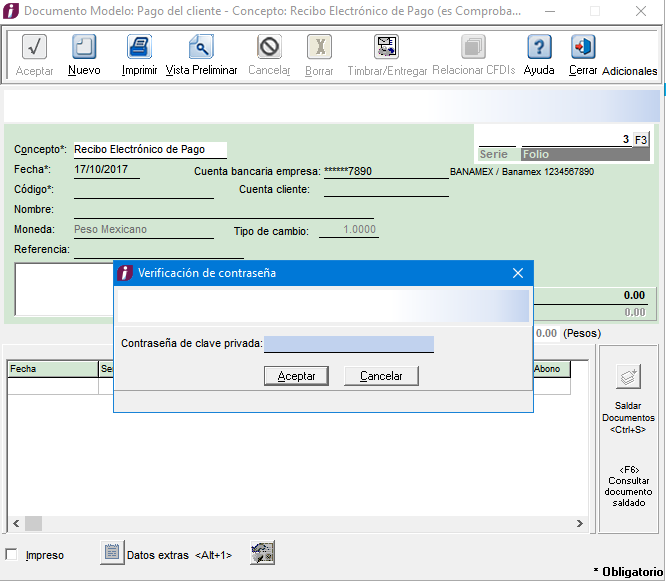 Documento Modelo: Pago del cliente - Concepto: Recibo Electrónico de Pago (es Comproba...
Aceptar Nuevo Imprimir Vista Preliminar Cancelar Borrar Timbrar/Entregar Relacionar CFDIs Ayuda Cerrar Adicionales
Concepto*: Recibo Electrónico de Pago
3 F3
Serie Folio
Fecha*: 17/10/2017 Cuenta bancaria empresa: ******7890 BANAMEX / Banamex 1234567890
Código*: Cuenta cliente:
Nombre:
Moneda: Peso Mexicano Tipo de cambio: 1.0000
Referencia:
Verificación de contraseña
0.00
0.00
0.00 (Pesos)
Contraseña de clave privada:
Aceptar Cancelar
Fecha Se Abono
Saldar
Documentos
<Ctrl+S>
<F6>
Consultar
documento
saldado
Impreso Datos extras <Alt+1>
* Obligatorio